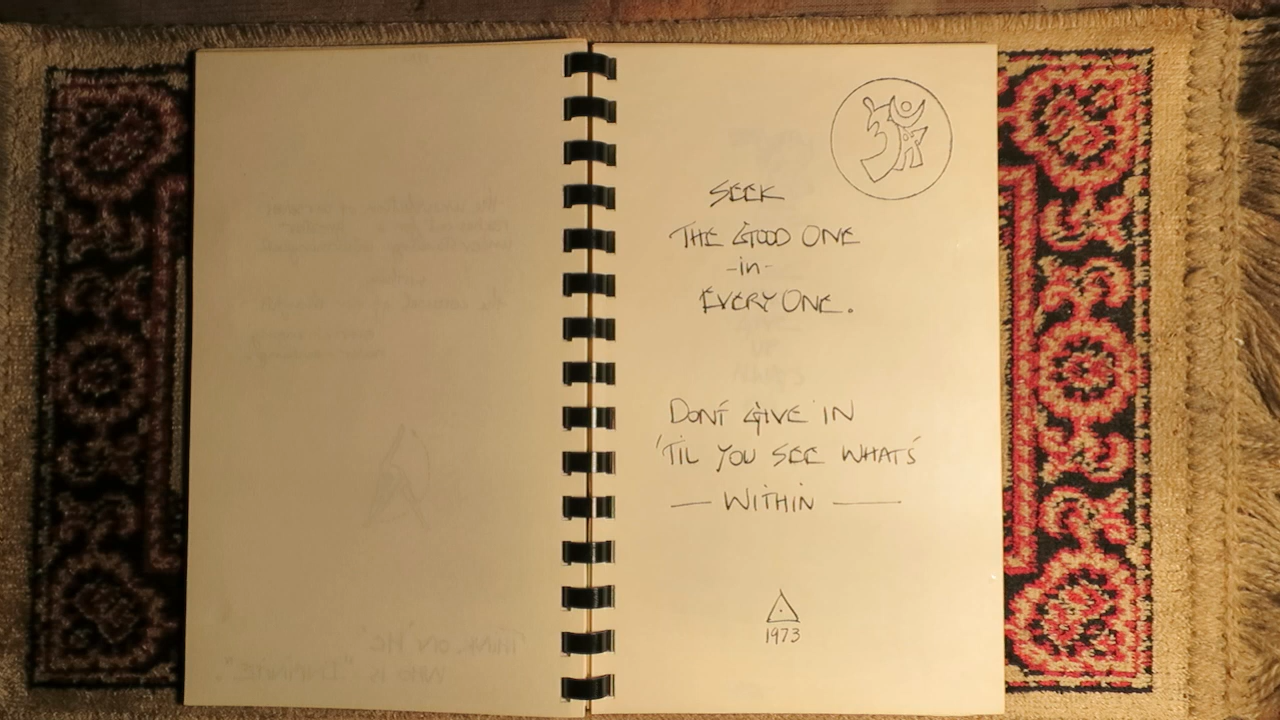 ॐ
SEEK
THE GOOD ONE
-in-
EVERYONE.
DONT' GIVE IN
'TIL YOU SEE WHATS'
— WITHIN —
1973